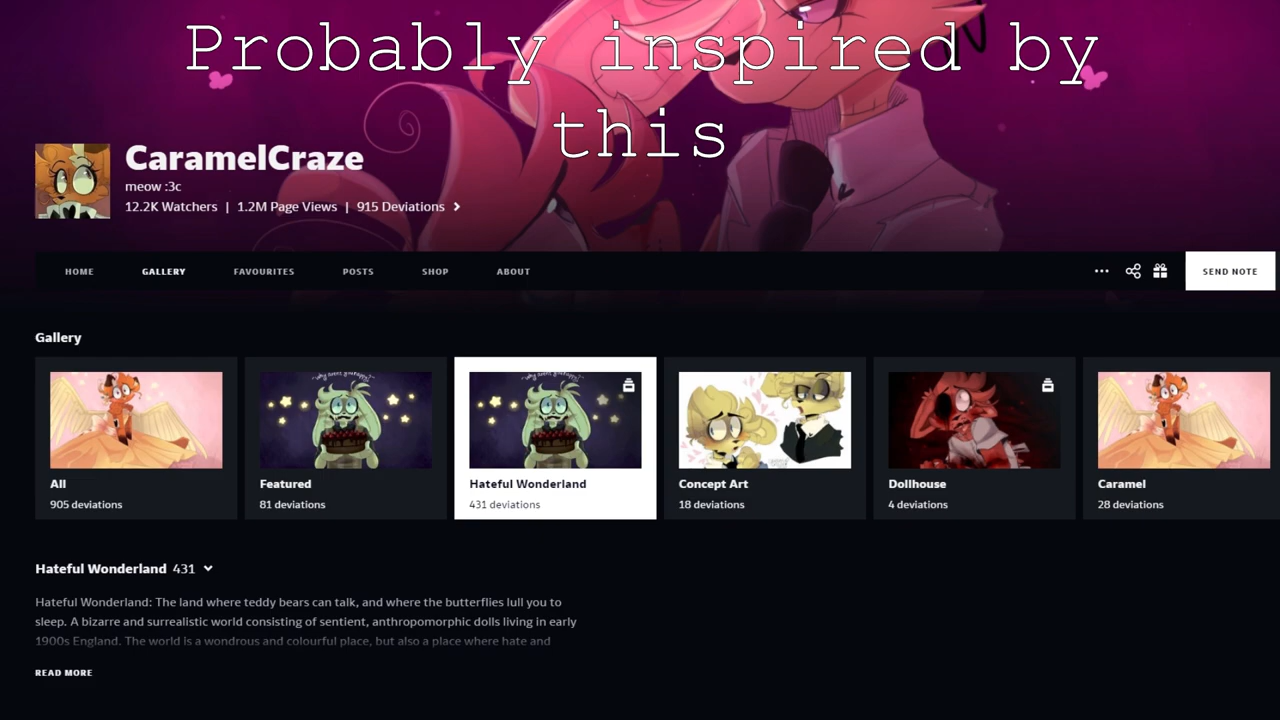 Probably inspired by
this
CaramelCraze
meow :3c
12.2K Watchers | 1.2M Page Views | 915 Deviations
HOME GALLERY FAVOURITES POSTS SHOP ABOUT SEND NOTE
Gallery
All Featured Hateful Wonderland Concept Art Dollhouse Caramel
905 deviations 81 deviations 431 deviations 18 deviations 4 deviations 28 deviations
Hateful Wonderland 431
Hateful Wonderland: The land where teddy bears can talk, and where the butterflies lull you to
sleep. A bizarre and surrealistic world consisting of sentient, anthropomorphic dolls living in early
1900s England. The world is a wondrous and colourful place, but also a place where hate and
READ MORE